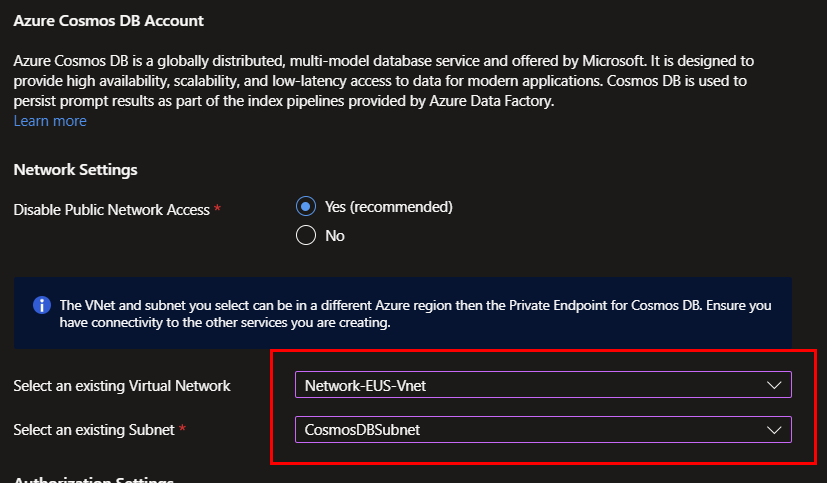 Azure Cosmos DB Account
Azure Cosmos DB is a globally distributed, multi-model database service and offered by Microsoft. It is designed to
provide high availability, scalability, and low-latency access to data for modern applications. Cosmos DB is used to
persist prompt results as part of the index pipelines provided by Azure Data Factory.
Learn more
Network Settings
Disable Public Network Access * Yes (recommended)
No
The VNet and subnet you select can be in a different Azure region then the Private Endpoint for Cosmos DB. Ensure you
have connectivity to the other services you are creating.
Select an existing Virtual Network Network-EUS-Vnet
Select an existing Subnet * CosmosDBSubnet
Authorization Settings